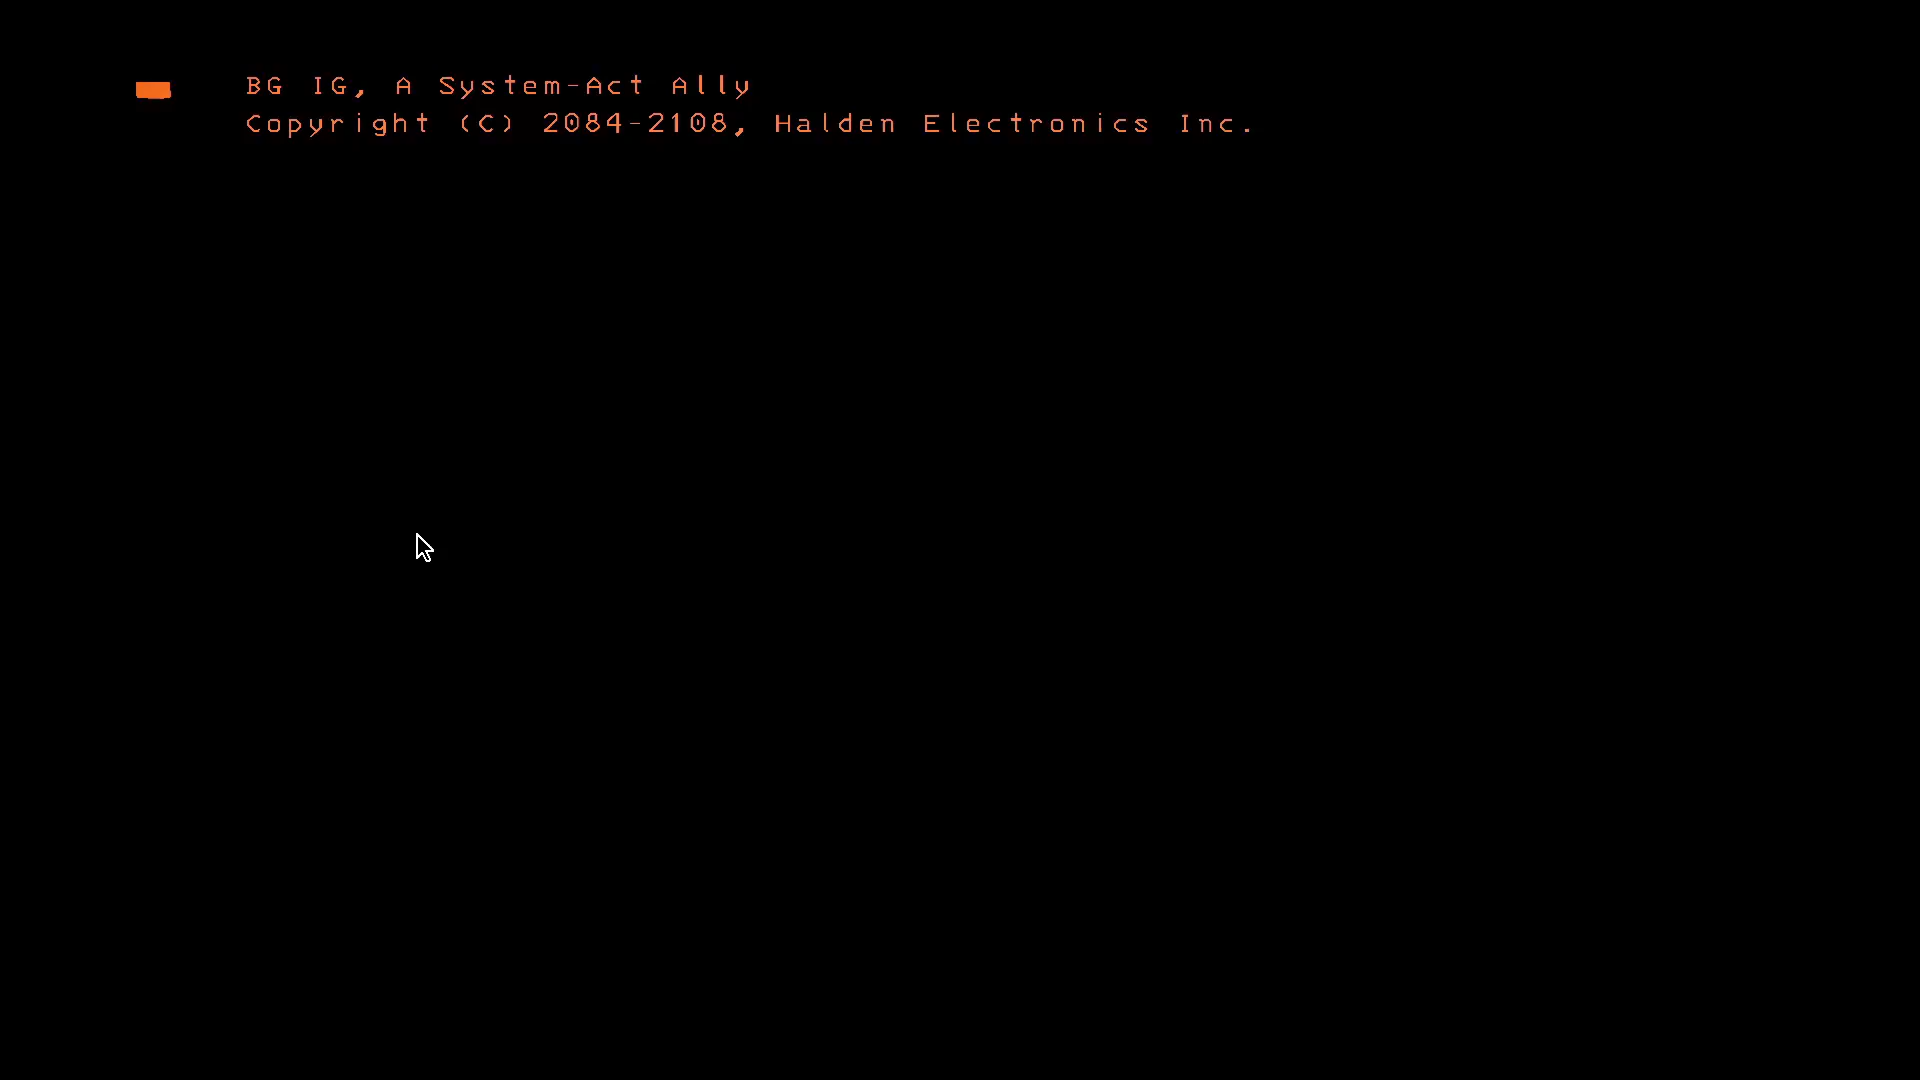 BG IG, A System-Act Ally
Copyright (C) 2084-2108, Halden Electronics Inc.